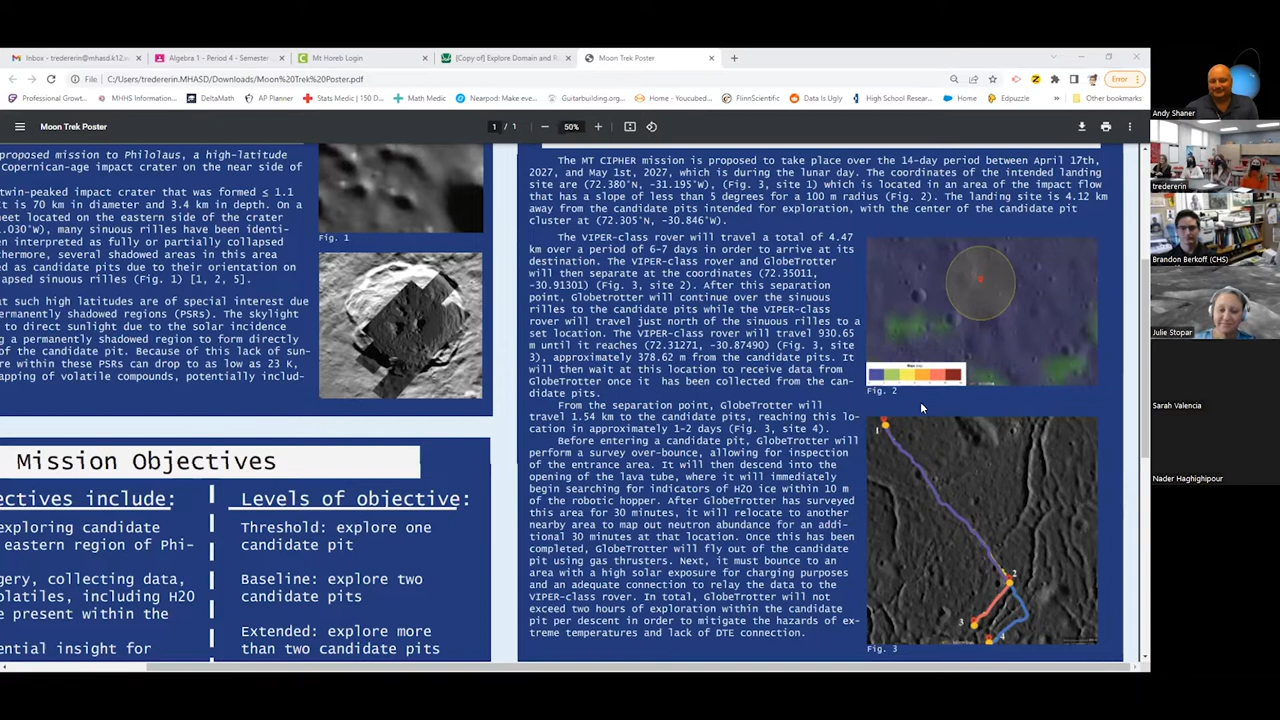 Inbox - trederein@mhasd.k12.w
Algebra 1 - Period 4 - Semester
Mt Horeb Login
[Copy of] Explore Domain and R
Moon Trek Poster
File
C:/Users/trederein.MHASD/Downloads/Moon%20Trek%20Poster.pdf
Error
Professional Growt...
MHHS Information...
DeltaMath
AP Planner
Stats Medic | 150 D...
Math Medic
Nearpod: Make eve...
Guitarbuilding.org...
Home - Youcubed...
FlinnScientific
Data Is Ugly
High School Resear...
Home
Edpuzzle
Other bookmarks
Moon Trek Poster
1 / 1
50%
proposed mission to Philolaus, a high-latitude
Copernican-age impact crater on the near side of
twin-peaked impact crater that was formed ≤ 1.1
It is 70 km in diameter and 3.4 km in depth. On a
neet located on the eastern side of the crater
.030°W), many sinuous rilles have been identi-
en interpreted as fully or partially collapsed
thermore, several shadowed areas in this area
ed as candidate pits due to their orientation on
lapsed sinuous rilles (Fig. 1) [1, 2, 5].
at such high latitudes are of special interest due
ermanently shadowed regions (PSRs). The skylight
to direct sunlight due to the solar incidence
g a permanently shadowed region to form directly
of the candidate pit. Because of this lack of sun-
re within these PSRs can drop to as low as 23 K,
apping of volatile compounds, potentially includ-
Fig. 1
Mission Objectives
ectives include:
exploring candidate
eastern region of Phi-
gery, collecting data,
latiles, including H2O
e present within the
ential insight for
Levels of objective:
Threshold: explore one
candidate pit
Baseline: explore two
candidate pits
Extended: explore more
than two candidate pits
The MT CIPHER mission is proposed to take place over the 14-day period between April 17th,
2027, and May 1st, 2027, which is during the lunar day. The coordinates of the intended landing
site are (72.380°N, -31.195°W), (Fig. 3, site 1) which is located in an area of the impact flow
that has a slope of less than 5 degrees for a 100 m radius (Fig. 2). The landing site is 4.12 km
away from the candidate pits intended for exploration, with the center of the candidate pit
cluster at (72.305°N, -30.846°W).
The VIPER-class rover will travel a total of 4.47
km over a period of 6-7 days in order to arrive at its
destination. The VIPER-class rover and GlobeTrotter
will then separate at the coordinates (72.35011,
-30.91301) (Fig. 3, site 2). After this separation
point, Globetrotter will continue over the sinuous
rilles to the candidate pits while the VIPER-class
rover will travel just north of the sinuous rilles to a
set location. The VIPER-class rover will travel 930.65
m until it reaches (72.31271, -30.87490) (Fig. 3, site
3), approximately 378.62 m from the candidate pits. It
will then wait at this location to receive data from
GlobeTrotter once it has been collected from the can-
didate pits.
From the separation point, GlobeTrotter will
travel 1.54 km to the candidate pits, reaching this lo-
cation in approximately 1-2 days (Fig. 3, site 4).
Before entering a candidate pit, GlobeTrotter will
perform a survey over-bounce, allowing for inspection
of the entrance area. It will then descend into the
opening of the lava tube, where it will immediately
begin searching for indicators of H2O ice within 10 m
of the robotic hopper. After GlobeTrotter has surveyed
this area for 30 minutes, it will relocate to another
nearby area to map out neutron abundance for an addi-
tional 30 minutes at that location. Once this has been
completed, GlobeTrotter will fly out of the candidate
pit using gas thrusters. Next, it must bounce to an
area with a high solar exposure for charging purposes
and an adequate connection to relay the data to the
VIPER-class rover. In total, GlobeTrotter will not
exceed two hours of exploration within the candidate
pit per descent in order to mitigate the hazards of ex-
treme temperatures and lack of DTE connection.
Fig. 2
1
2
3
4
Fig. 3
Andy Shaner
trederein
Brandon Berkoff (CHS)
Julie Stopar
Sarah Valencia
Nader Haghighipour